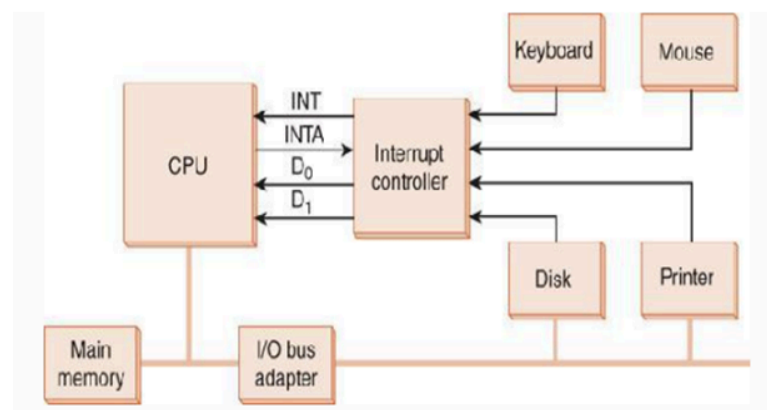 Keyboard
Mouse
INT
INTA
D0
D1
CPU
Interrupt
controller
Disk
Printer
Main
memory
I/O bus
adapter